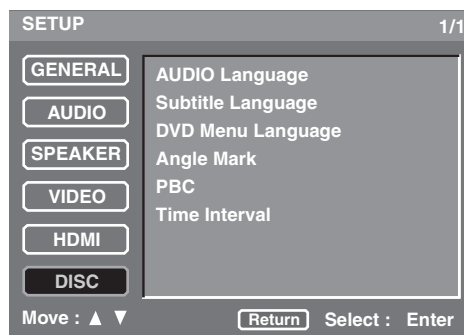 SETUP 1/1
GENERAL
AUDIO
SPEAKER
VIDEO
HDMI
DISC
AUDIO Language
Subtitle Language
DVD Menu Language
Angle Mark
PBC
Time Interval
Move : ▲ ▼ Return Select : Enter